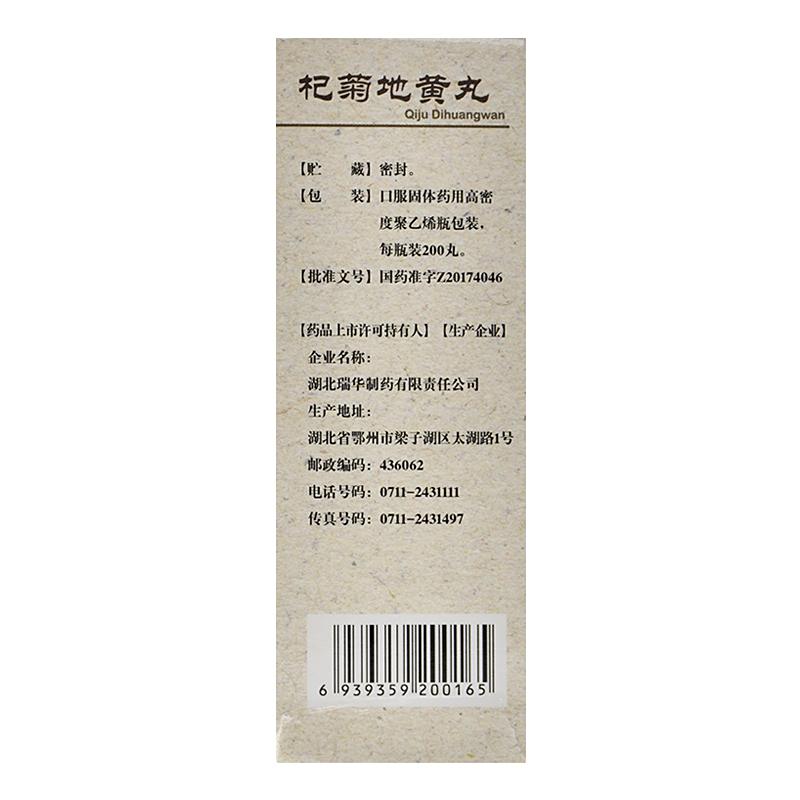 杞菊地黄丸
Qiju Dihuangwan
【贮　藏】密封。
【包　装】口服固体药用高密
度聚乙烯瓶包装，
每瓶装200丸。
【批准文号】国药准字Z20174046
【药品上市许可持有人】【生产企业】
企业名称：
湖北瑞华制药有限责任公司
生产地址：
湖北省鄂州市梁子湖区太湖路1号
邮政编码：436062
电话号码：0711-2431111
传真号码：0711-2431497
6 939359 200165